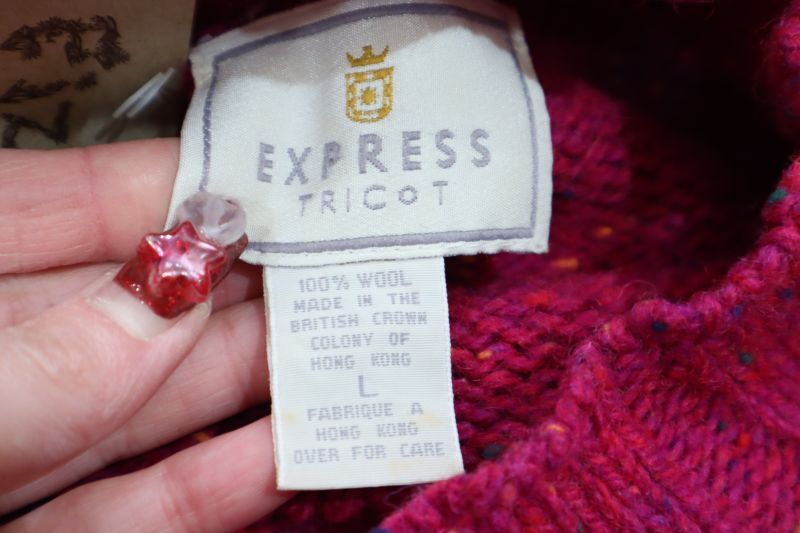 EXPRESS
TRICOT
100% WOOL
MADE IN THE
BRITISH CROWN
COLONY OF
HONG KONG
L
FABRIQUE A
HONG KONG
OVER FOR CARE